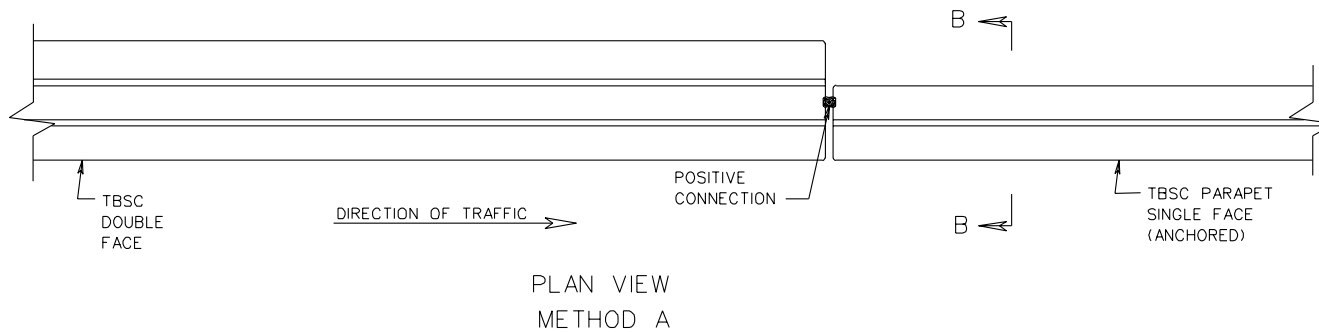 B
POSITIVE
CONNECTION
TBSC
DOUBLE
FACE
DIRECTION OF TRAFFIC
B
TBSC PARAPET
SINGLE FACE
(ANCHORED)
PLAN VIEW
METHOD A